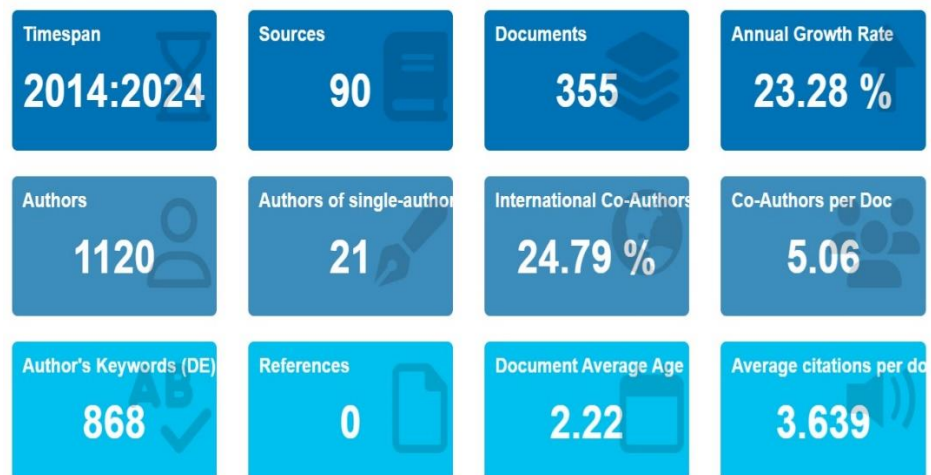 Timespan
2014:2024
Sources
90
Documents
355
Annual Growth Rate
23.28 %
Authors
1120
Authors of single-author
21
International Co-Authors
24.79 %
Co-Authors per Doc
5.06
Author's Keywords (DE)
868
References
0
Document Average Age
2.22
Average citations per do
3.639